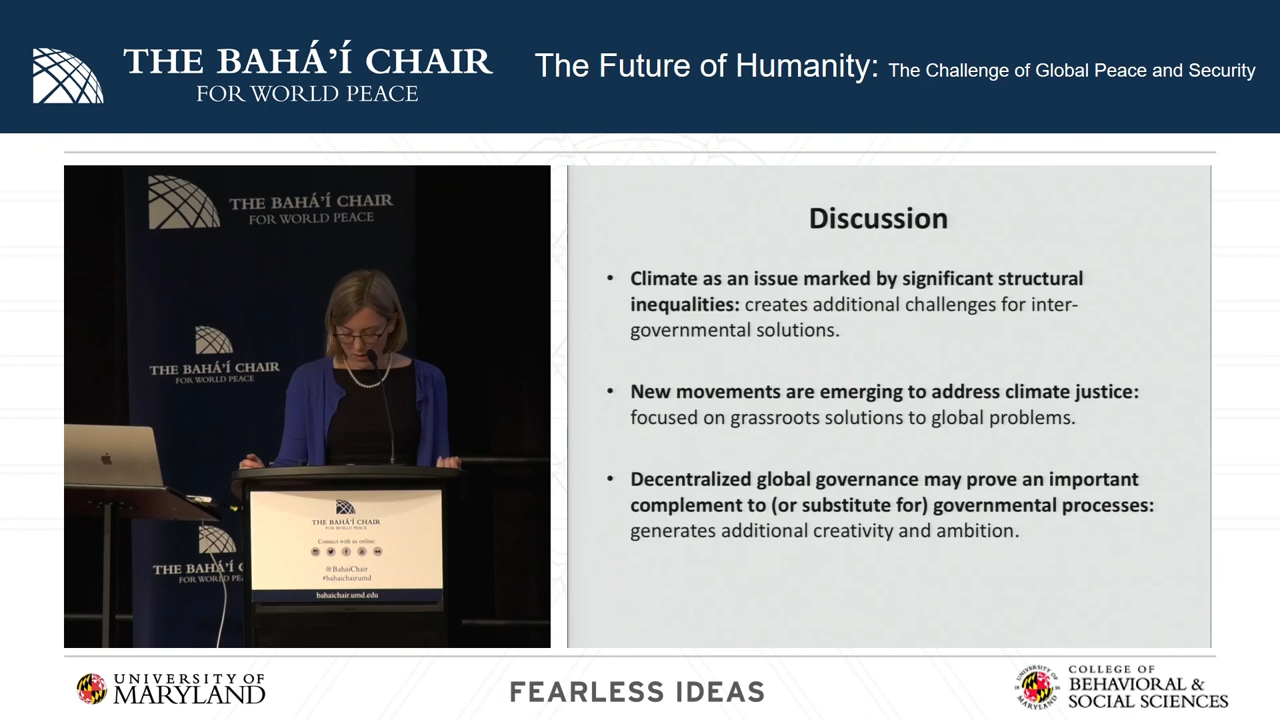 THE BAHÁ’Í CHAIR
FOR WORLD PEACE
The Future of Humanity: The Challenge of Global Peace and Security
THE BAHÁ’Í CHAIR
FOR WORLD PEACE
THE BAHÁ’Í CHAIR
FOR WORLD PEACE
THE BAHÁ’Í C
FOR WORLD PE
THE BAHÁ’Í CHAIR
FOR WORLD PEACE
Connect with us online:
@BahaiChair
#bahaichairumd
bahaichair.umd.edu
Discussion
• Climate as an issue marked by significant structural
inequalities: creates additional challenges for inter-
governmental solutions.
• New movements are emerging to address climate justice:
focused on grassroots solutions to global problems.
• Decentralized global governance may prove an important
complement to (or substitute for) governmental processes:
generates additional creativity and ambition.
UNIVERSITY OF
MARYLAND
FEARLESS IDEAS
COLLEGE OF
BEHAVIORAL &
SOCIAL SCIENCES